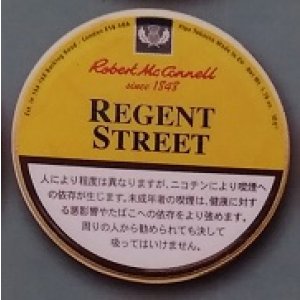 Robert McConnell
since 1848
REGENT
STREET
人により程度は異なりますが、ニコチンにより喫煙へ
の依存が生じます。未成年者の喫煙は、健康に対す
る悪影響やたばこへの依存をより強めます。
周りの人から勧められても決して
吸ってはいけません。